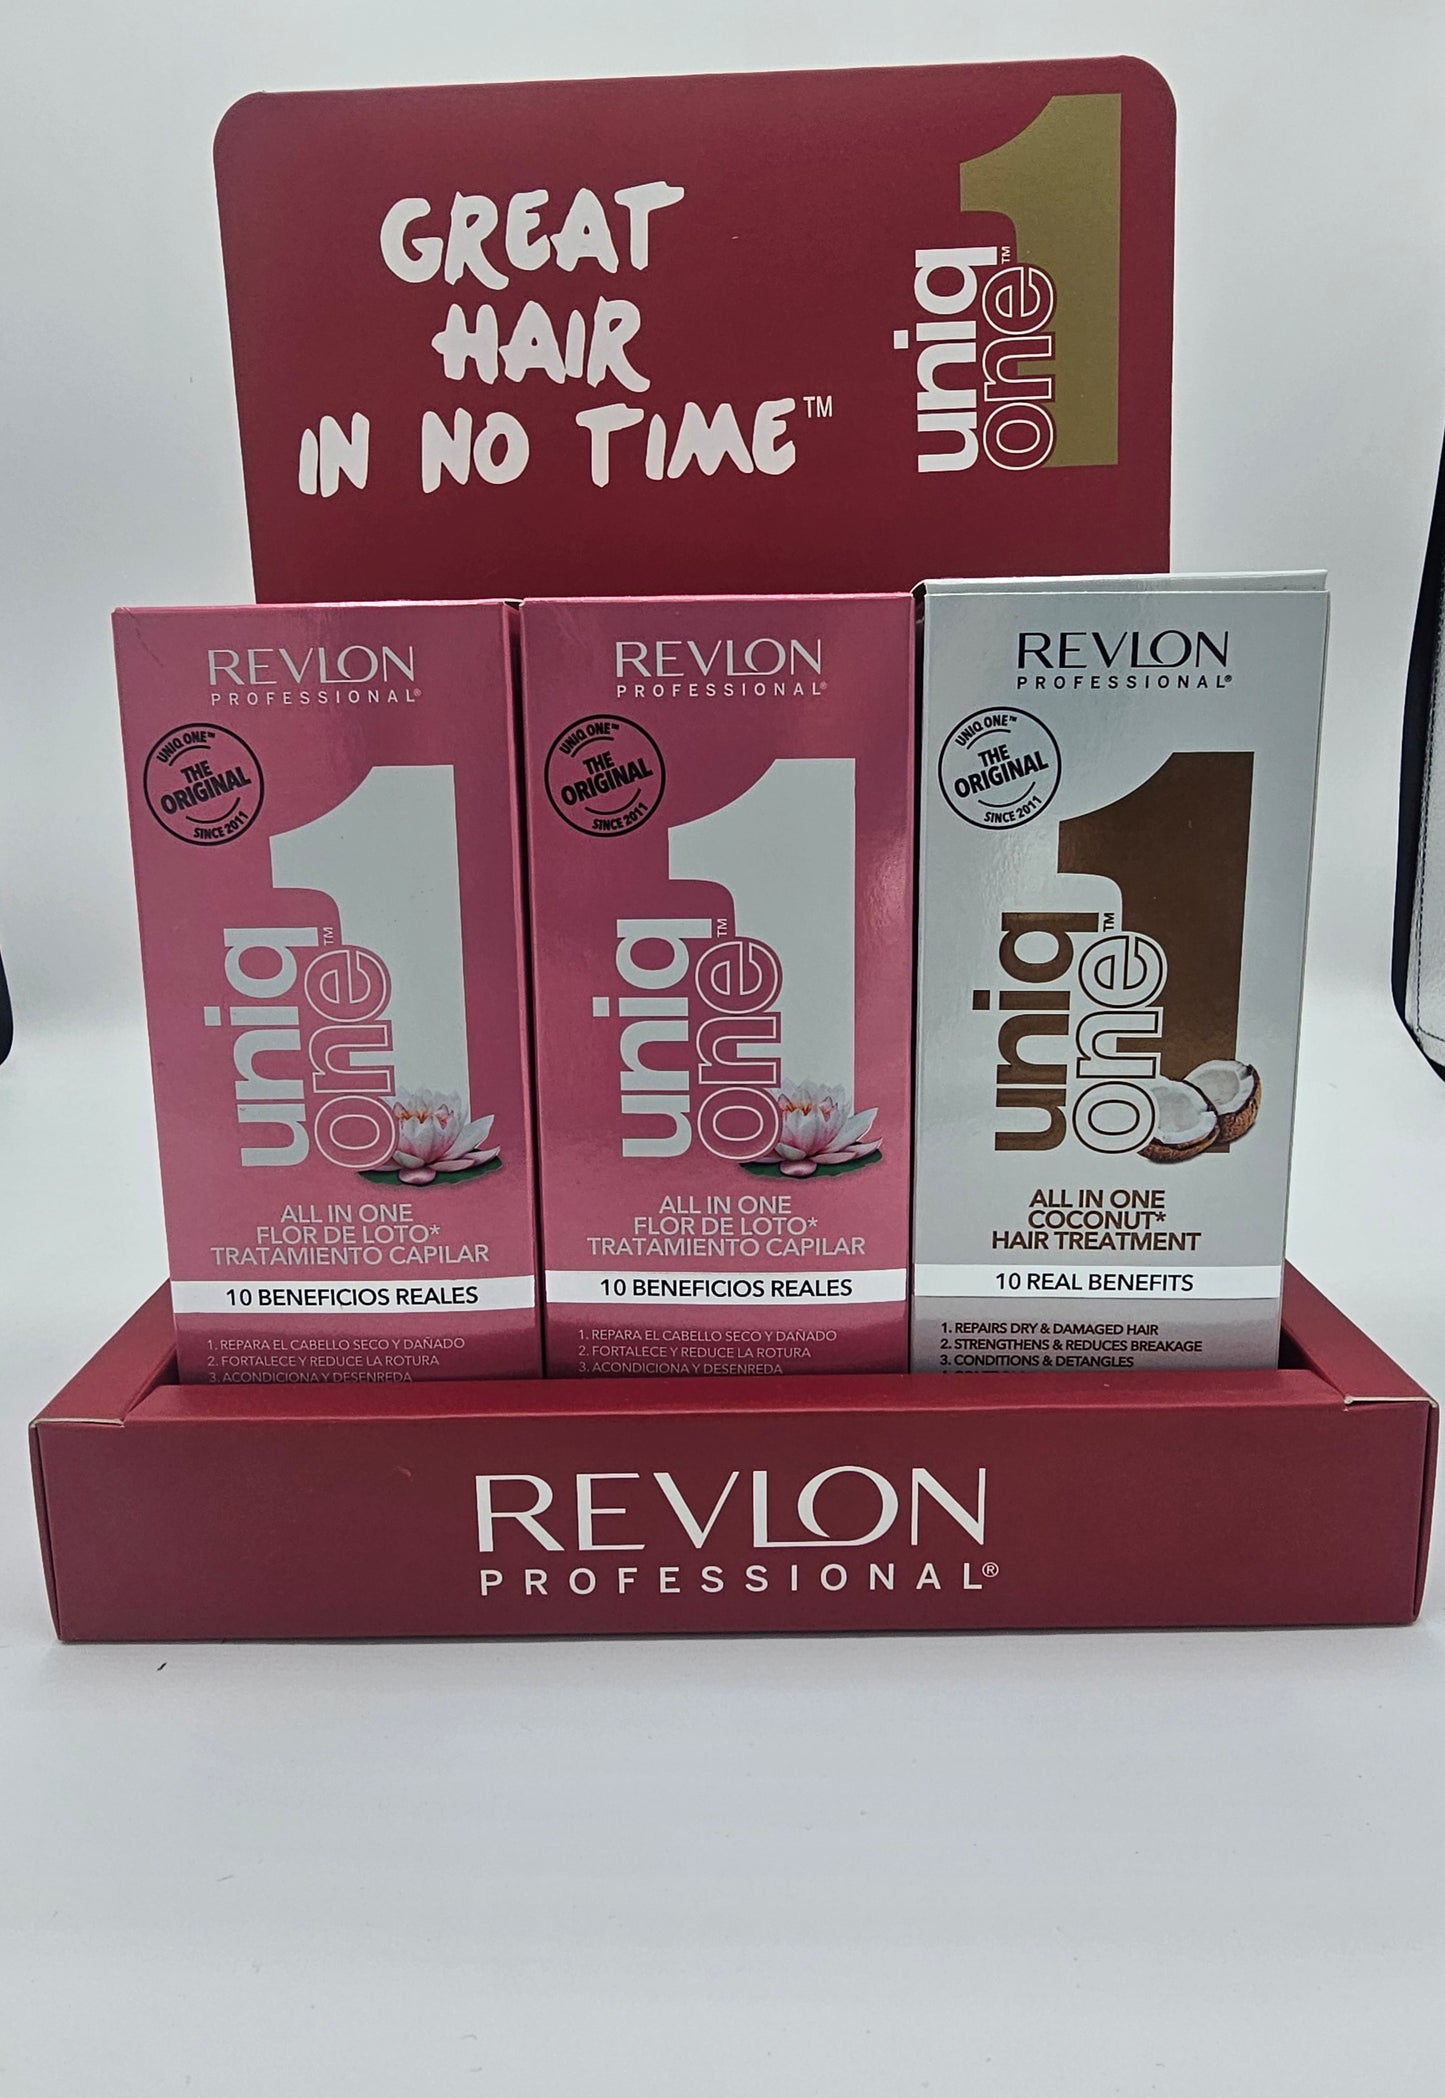 GREAT
HAIR
IN NO TIME™
uniq
one™
1
REVLON
PROFESSIONAL®
UNIQ ONE™
THE
ORIGINAL
SINCE 2011
1
uniq
one™
ALL IN ONE
FLOR DE LOTO*
TRATAMIENTO CAPILAR
10 BENEFICIOS REALES
1. REPARA EL CABELLO SECO Y DAÑADO
2. FORTALECE Y REDUCE LA ROTURA
3. ACONDICIONA Y DESENREDA
REVLON
PROFESSIONAL®
UNIQ ONE™
THE
ORIGINAL
SINCE 2011
1
uniq
one™
ALL IN ONE
FLOR DE LOTO*
TRATAMIENTO CAPILAR
10 BENEFICIOS REALES
1. REPARA EL CABELLO SECO Y DAÑADO
2. FORTALECE Y REDUCE LA ROTURA
3. ACONDICIONA Y DESENREDA
REVLON
PROFESSIONAL®
UNIQ ONE™
THE
ORIGINAL
SINCE 2011
1
uniq
one™
ALL IN ONE
COCONUT*
HAIR TREATMENT
10 REAL BENEFITS
1. REPAIRS DRY & DAMAGED HAIR
2. STRENGTHENS & REDUCES BREAKAGE
3. CONDITIONS & DETANGLES
REVLON
PROFESSIONAL®